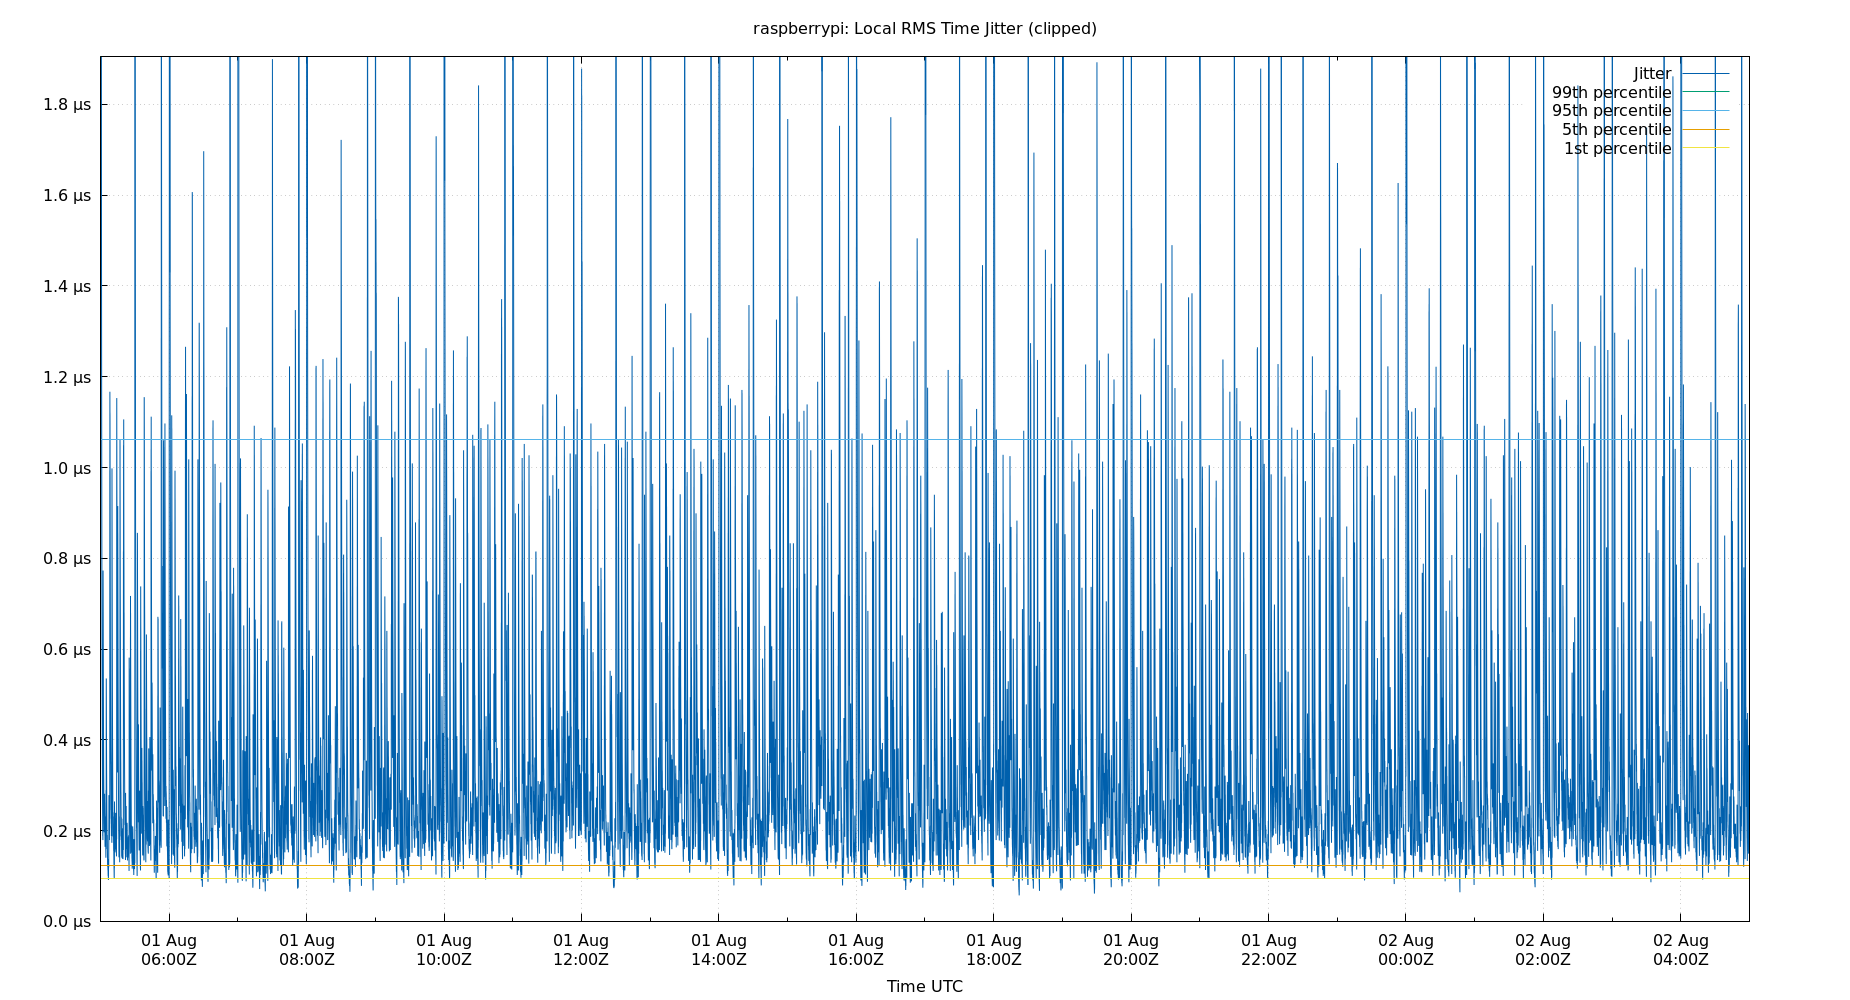 raspberrypi: Local RMS Time Jitter (clipped)
Jitter
99th percentile
95th percentile
5th percentile
1st percentile
1.8 µs
1.6 µs
1.4 µs
1.2 µs
1.0 µs
0.8 µs
0.6 µs
0.4 µs
0.2 µs
0.0 µs
01 Aug 01 Aug 01 Aug 01 Aug 01 Aug 01 Aug 01 Aug 01 Aug 01 Aug 02 Aug 02 Aug 02 Aug
06:00Z 08:00Z 10:00Z 12:00Z 14:00Z 16:00Z 18:00Z 20:00Z 22:00Z 00:00Z 02:00Z 04:00Z
Time UTC